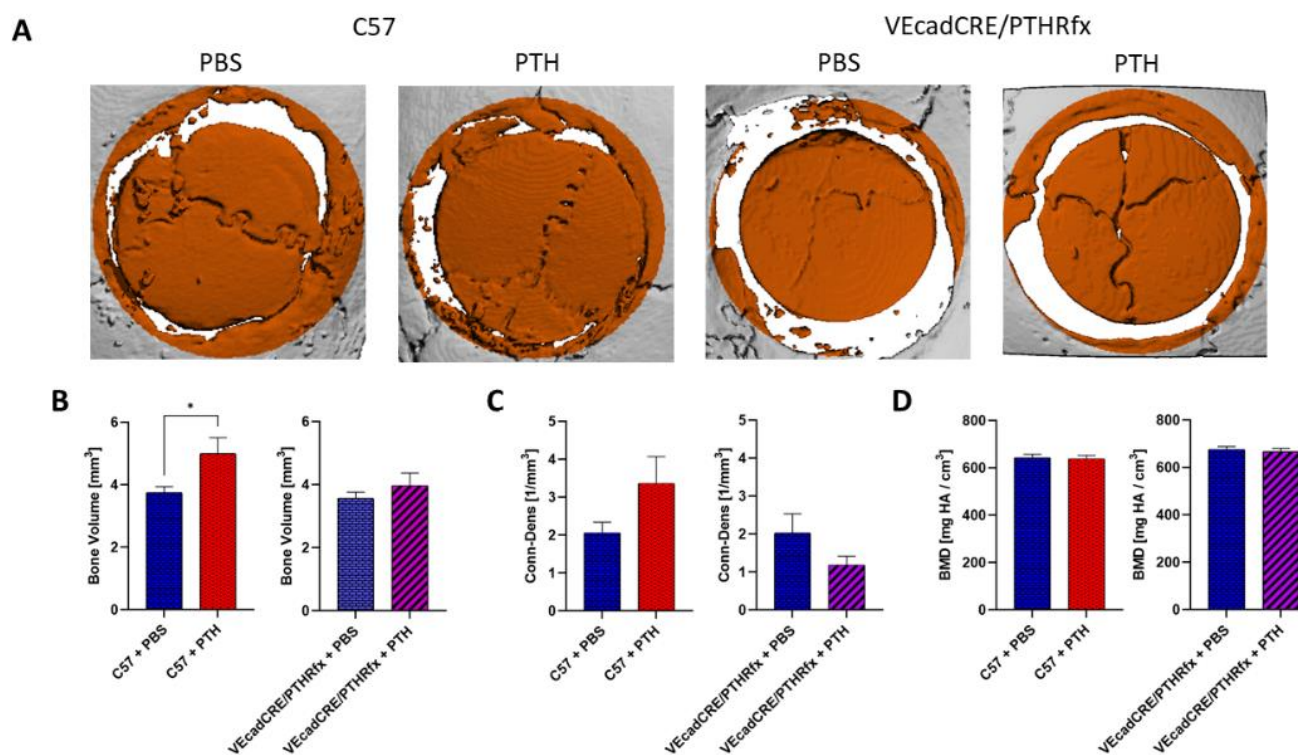 A
C57
VEcadCRE/PTHRfx
PBS
PTH
PBS
PTH
B
Bone Volume [mm³]
6
4
2
0
*
C57 + PBS
C57 + PTH
Bone Volume [mm³]
6
4
2
0
VEcadCRE/PTHRfx + PBS
VEcadCRE/PTHRfx + PTH
C
Conn-Dens [1/mm³]
5
4
3
2
1
0
C57 + PBS
C57 + PTH
Conn-Dens [1/mm³]
5
4
3
2
1
0
VEcadCRE/PTHRfx + PBS
VEcadCRE/PTHRfx + PTH
D
BMD [mg HA / cm³]
800
600
400
200
0
C57 + PBS
C57 + PTH
BMD [mg HA / cm³]
800
600
400
200
0
VEcadCRE/PTHRfx + PBS
VEcadCRE/PTHRfx + PTH